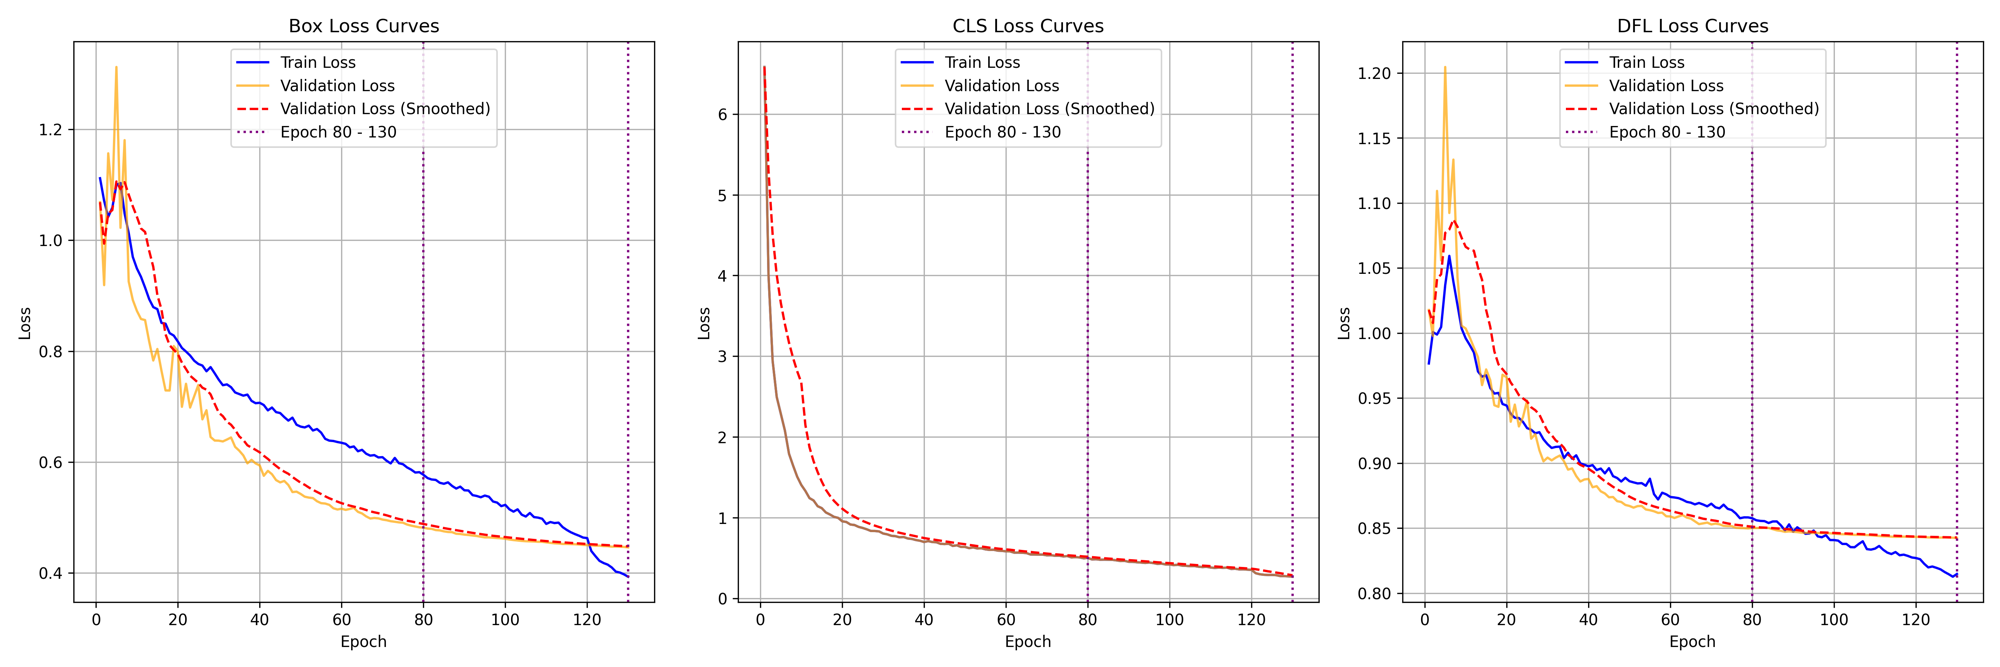 Box Loss Curves
Train Loss
Validation Loss
Validation Loss (Smoothed)
Epoch 80 - 130
Loss
1.2
1.0
0.8
0.6
0.4
0 20 40 60 80 100 120
Epoch
CLS Loss Curves
Train Loss
Validation Loss
Validation Loss (Smoothed)
Epoch 80 - 130
Loss
6
5
4
3
2
1
0
0 20 40 60 80 100 120
Epoch
DFL Loss Curves
Train Loss
Validation Loss
Validation Loss (Smoothed)
Epoch 80 - 130
Loss
1.20
1.15
1.10
1.05
1.00
0.95
0.90
0.85
0.80
0 20 40 60 80 100 120
Epoch